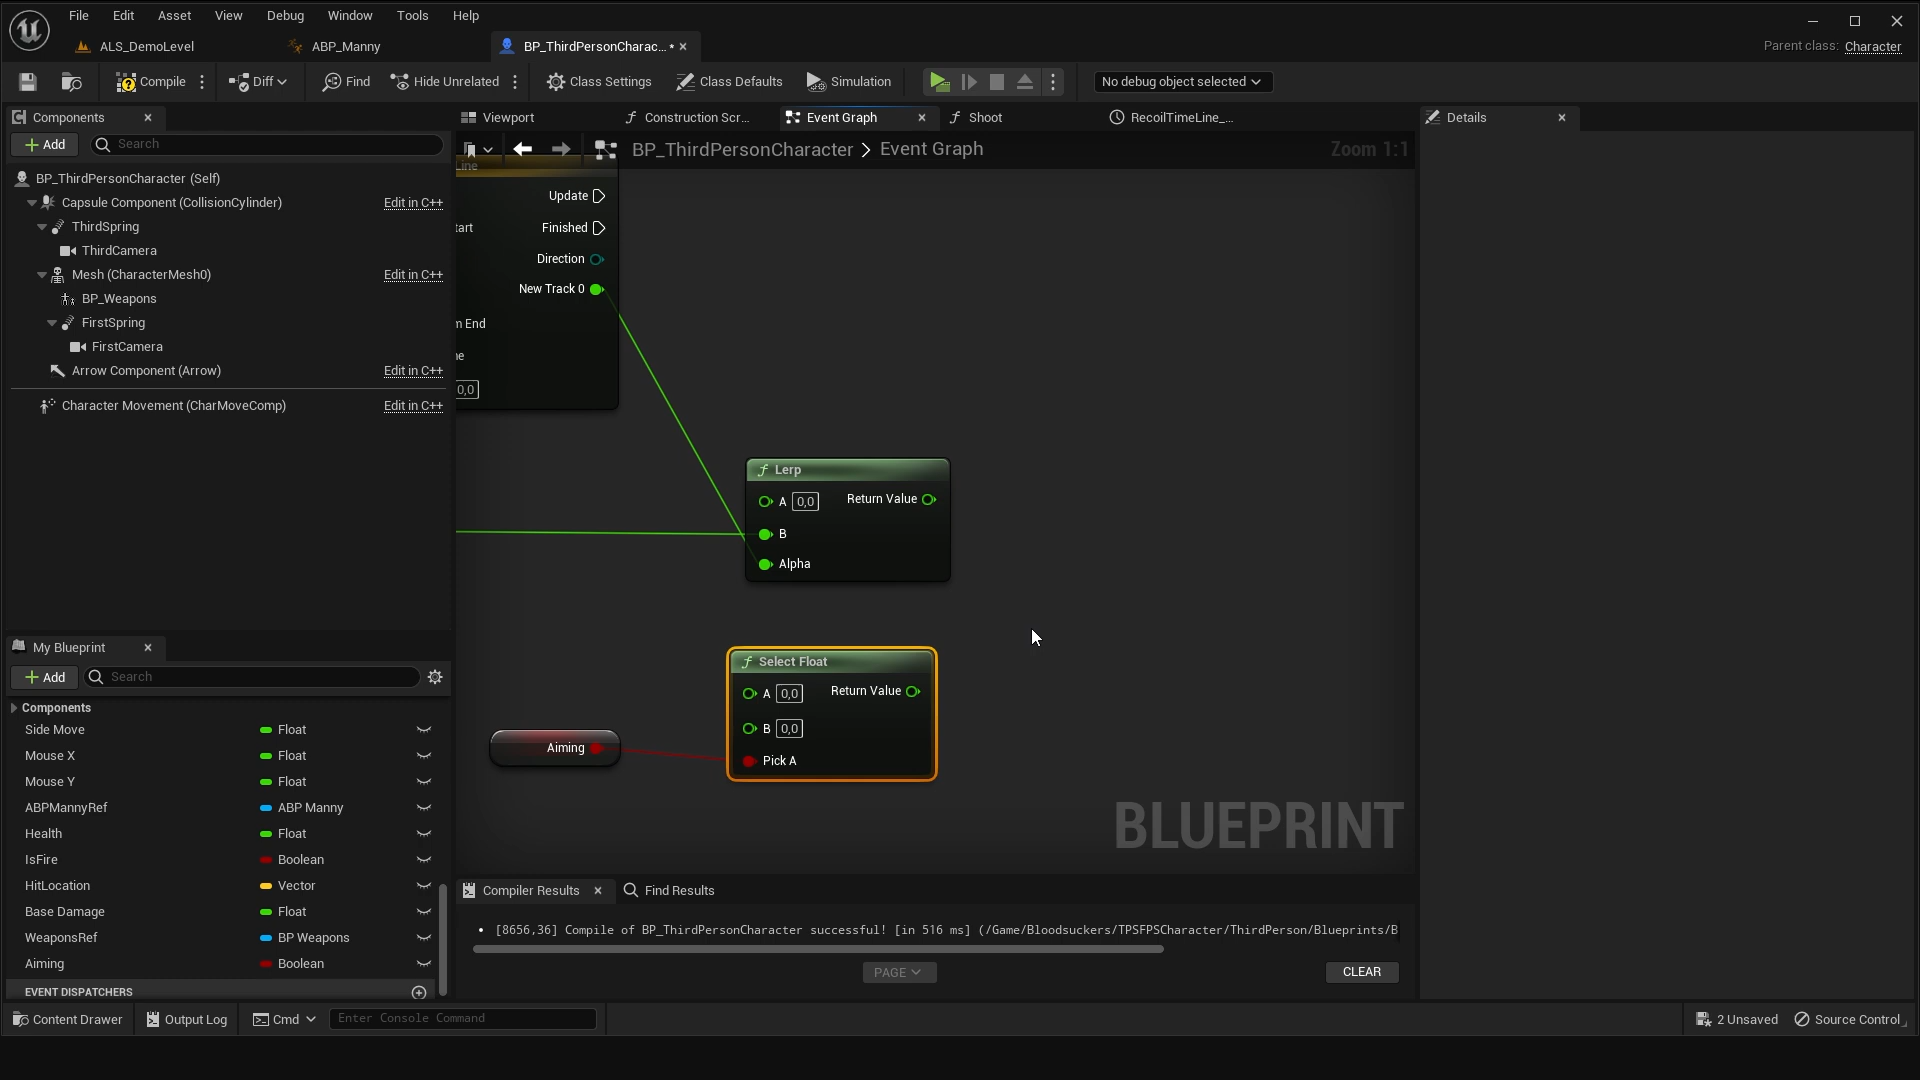 File Edit Asset View Debug Window Tools Help
ALS_DemoLevel ABP_Manny BP_ThirdPersonCharac... •
Parent class: Character
Compile Diff Find Hide Unrelated Class Settings Class Defaults Simulation No debug object selected
Components
Add Search
BP_ThirdPersonCharacter (Self)
Capsule Component (CollisionCylinder) Edit in C++
ThirdSpring
ThirdCamera
Mesh (CharacterMesh0) Edit in C++
BP_Weapons
FirstSpring
FirstCamera
Arrow Component (Arrow) Edit in C++
Character Movement (CharMoveComp) Edit in C++
Viewport Construction Scr... Event Graph Shoot RecoilTimeLine_...
BP_ThirdPersonCharacter > Event Graph Zoom 1:1
Line
Update
tart Finished
Direction
New Track 0
m End
ne
0,0
Lerp
A 0,0 Return Value
B
Alpha
Select Float
A 0,0 Return Value
B 0,0
Pick A
Aiming
BLUEPRINT
Details
My Blueprint
Add Search
Components
Side Move Float
Mouse X Float
Mouse Y Float
ABPMannyRef ABP Manny
Health Float
IsFire Boolean
HitLocation Vector
Base Damage Float
WeaponsRef BP Weapons
Aiming Boolean
EVENT DISPATCHERS
Compiler Results Find Results
• [8656,36] Compile of BP_ThirdPersonCharacter successful! [in 516 ms] (/Game/Bloodsuckers/TPSFPSCharacter/ThirdPerson/Blueprints/B
PAGE CLEAR
Content Drawer Output Log Cmd Enter Console Command 2 Unsaved Source Control